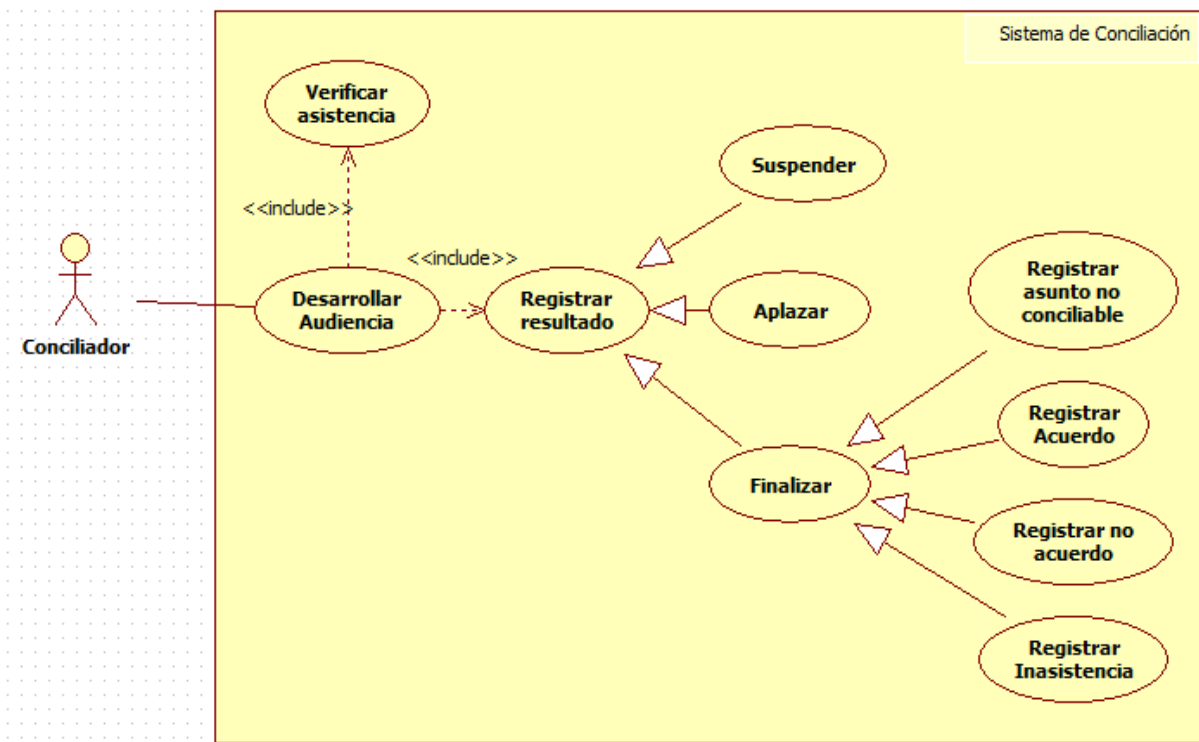 Sistema de Conciliación
Verificar
asistencia
Suspender
<<include>>
<<include>>
Registrar
asunto no
conciliable
Desarrollar
Audiencia
Registrar
resultado
Aplazar
Conciliador
Registrar
Acuerdo
Finalizar
Registrar no
acuerdo
Registrar
Inasistencia